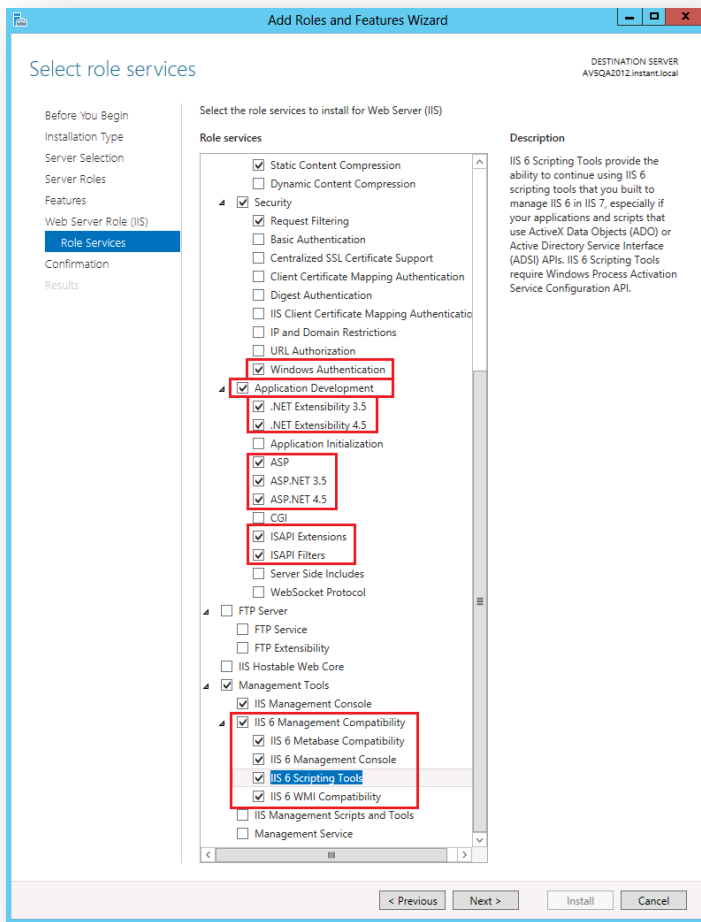 Add Roles and Features Wizard
Select role services
DESTINATION SERVER
AV5QA2012.instant.local
Before You Begin
Installation Type
Server Selection
Server Roles
Features
Web Server Role (IIS)
Role Services
Confirmation
Results
Select the role services to install for Web Server (IIS)
Role services
Static Content Compression
Dynamic Content Compression
Security
Request Filtering
Basic Authentication
Centralized SSL Certificate Support
Client Certificate Mapping Authentication
Digest Authentication
IIS Client Certificate Mapping Authenticatio
IP and Domain Restrictions
URL Authorization
Windows Authentication
Application Development
.NET Extensibility 3.5
.NET Extensibility 4.5
Application Initialization
ASP
ASP.NET 3.5
ASP.NET 4.5
CGI
ISAPI Extensions
ISAPI Filters
Server Side Includes
WebSocket Protocol
FTP Server
FTP Service
FTP Extensibility
IIS Hostable Web Core
Management Tools
IIS Management Console
IIS 6 Management Compatibility
IIS 6 Metabase Compatibility
IIS 6 Management Console
IIS 6 Scripting Tools
IIS 6 WMI Compatibility
IIS Management Scripts and Tools
Management Service
Description
IIS 6 Scripting Tools provide the
ability to continue using IIS 6
scripting tools that you built to
manage IIS 6 in IIS 7, especially if
your applications and scripts that
use ActiveX Data Objects (ADO) or
Active Directory Service Interface
(ADSI) APIs. IIS 6 Scripting Tools
require Windows Process Activation
Service Configuration API.
< Previous
Next >
Install
Cancel